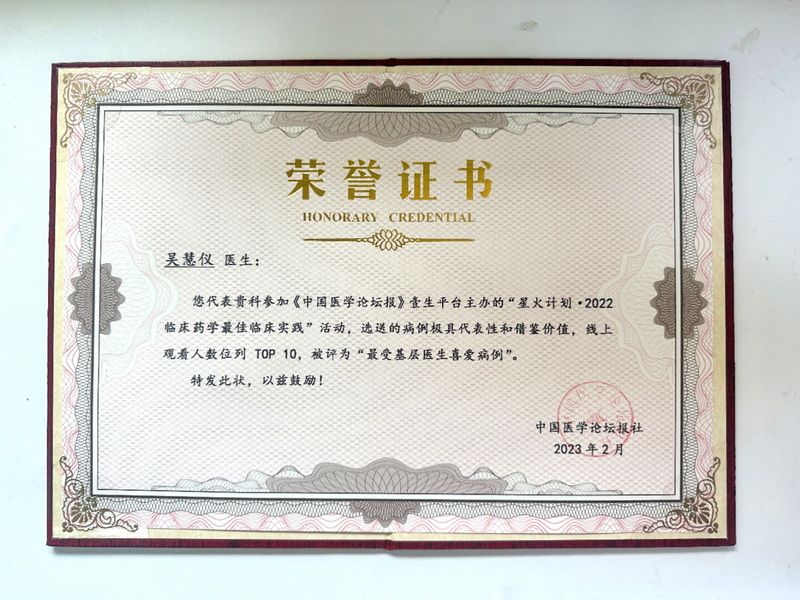 荣誉证书
HONORARY CREDENTIAL
吴慧仪 医生：
您代表贵科参加《中国医学论坛报》壹生平台主办的“星火计划·2022
临床药学最佳临床实践”活动，选送的病例极具代表性和借鉴价值，线上
观看人数位列 TOP 10，被评为“最受基层医生喜爱病例”。
特发此状，以兹鼓励！
中国医学论坛报社
2023 年 2 月